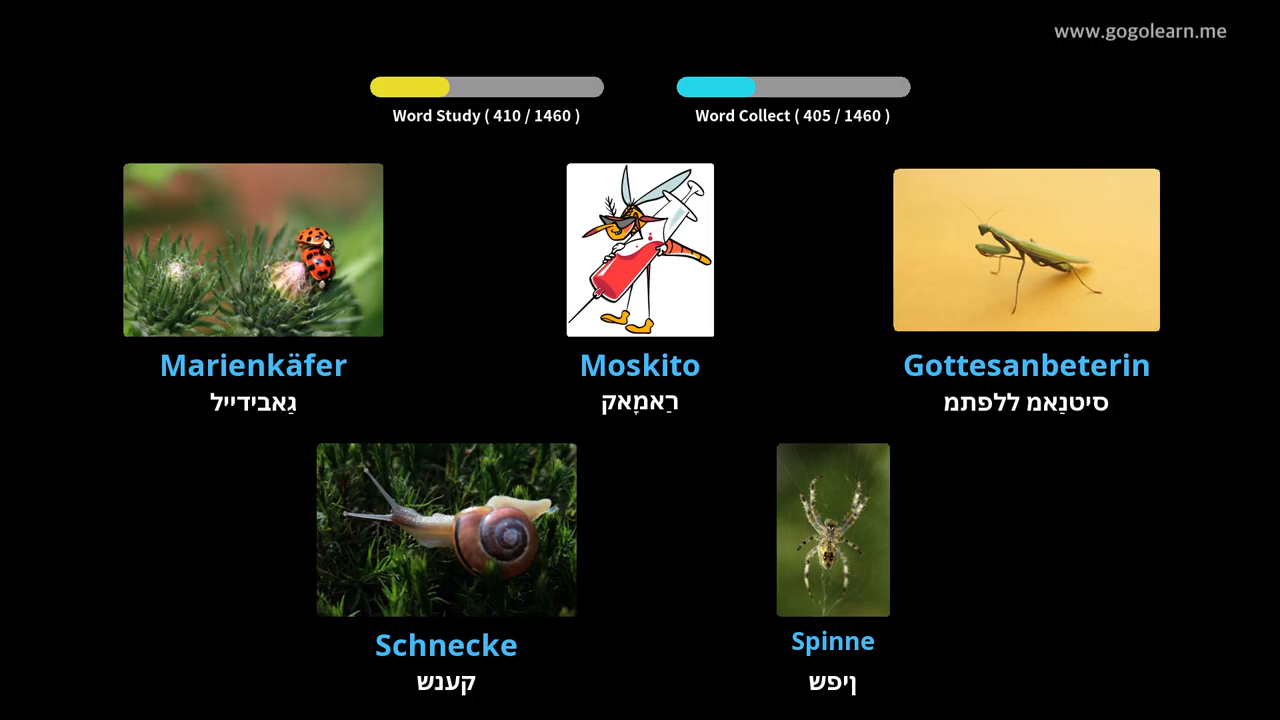 www.gogolearn.me
Word Study ( 410 / 1460 )
Word Collect ( 405 / 1460 )
Marienkäfer
Moskito
Gottesanbeterin
גַאבידייל
רַאמָאק
סיטנַאמ ללפתמ
Schnecke
Spinne
קענש
ןיפש